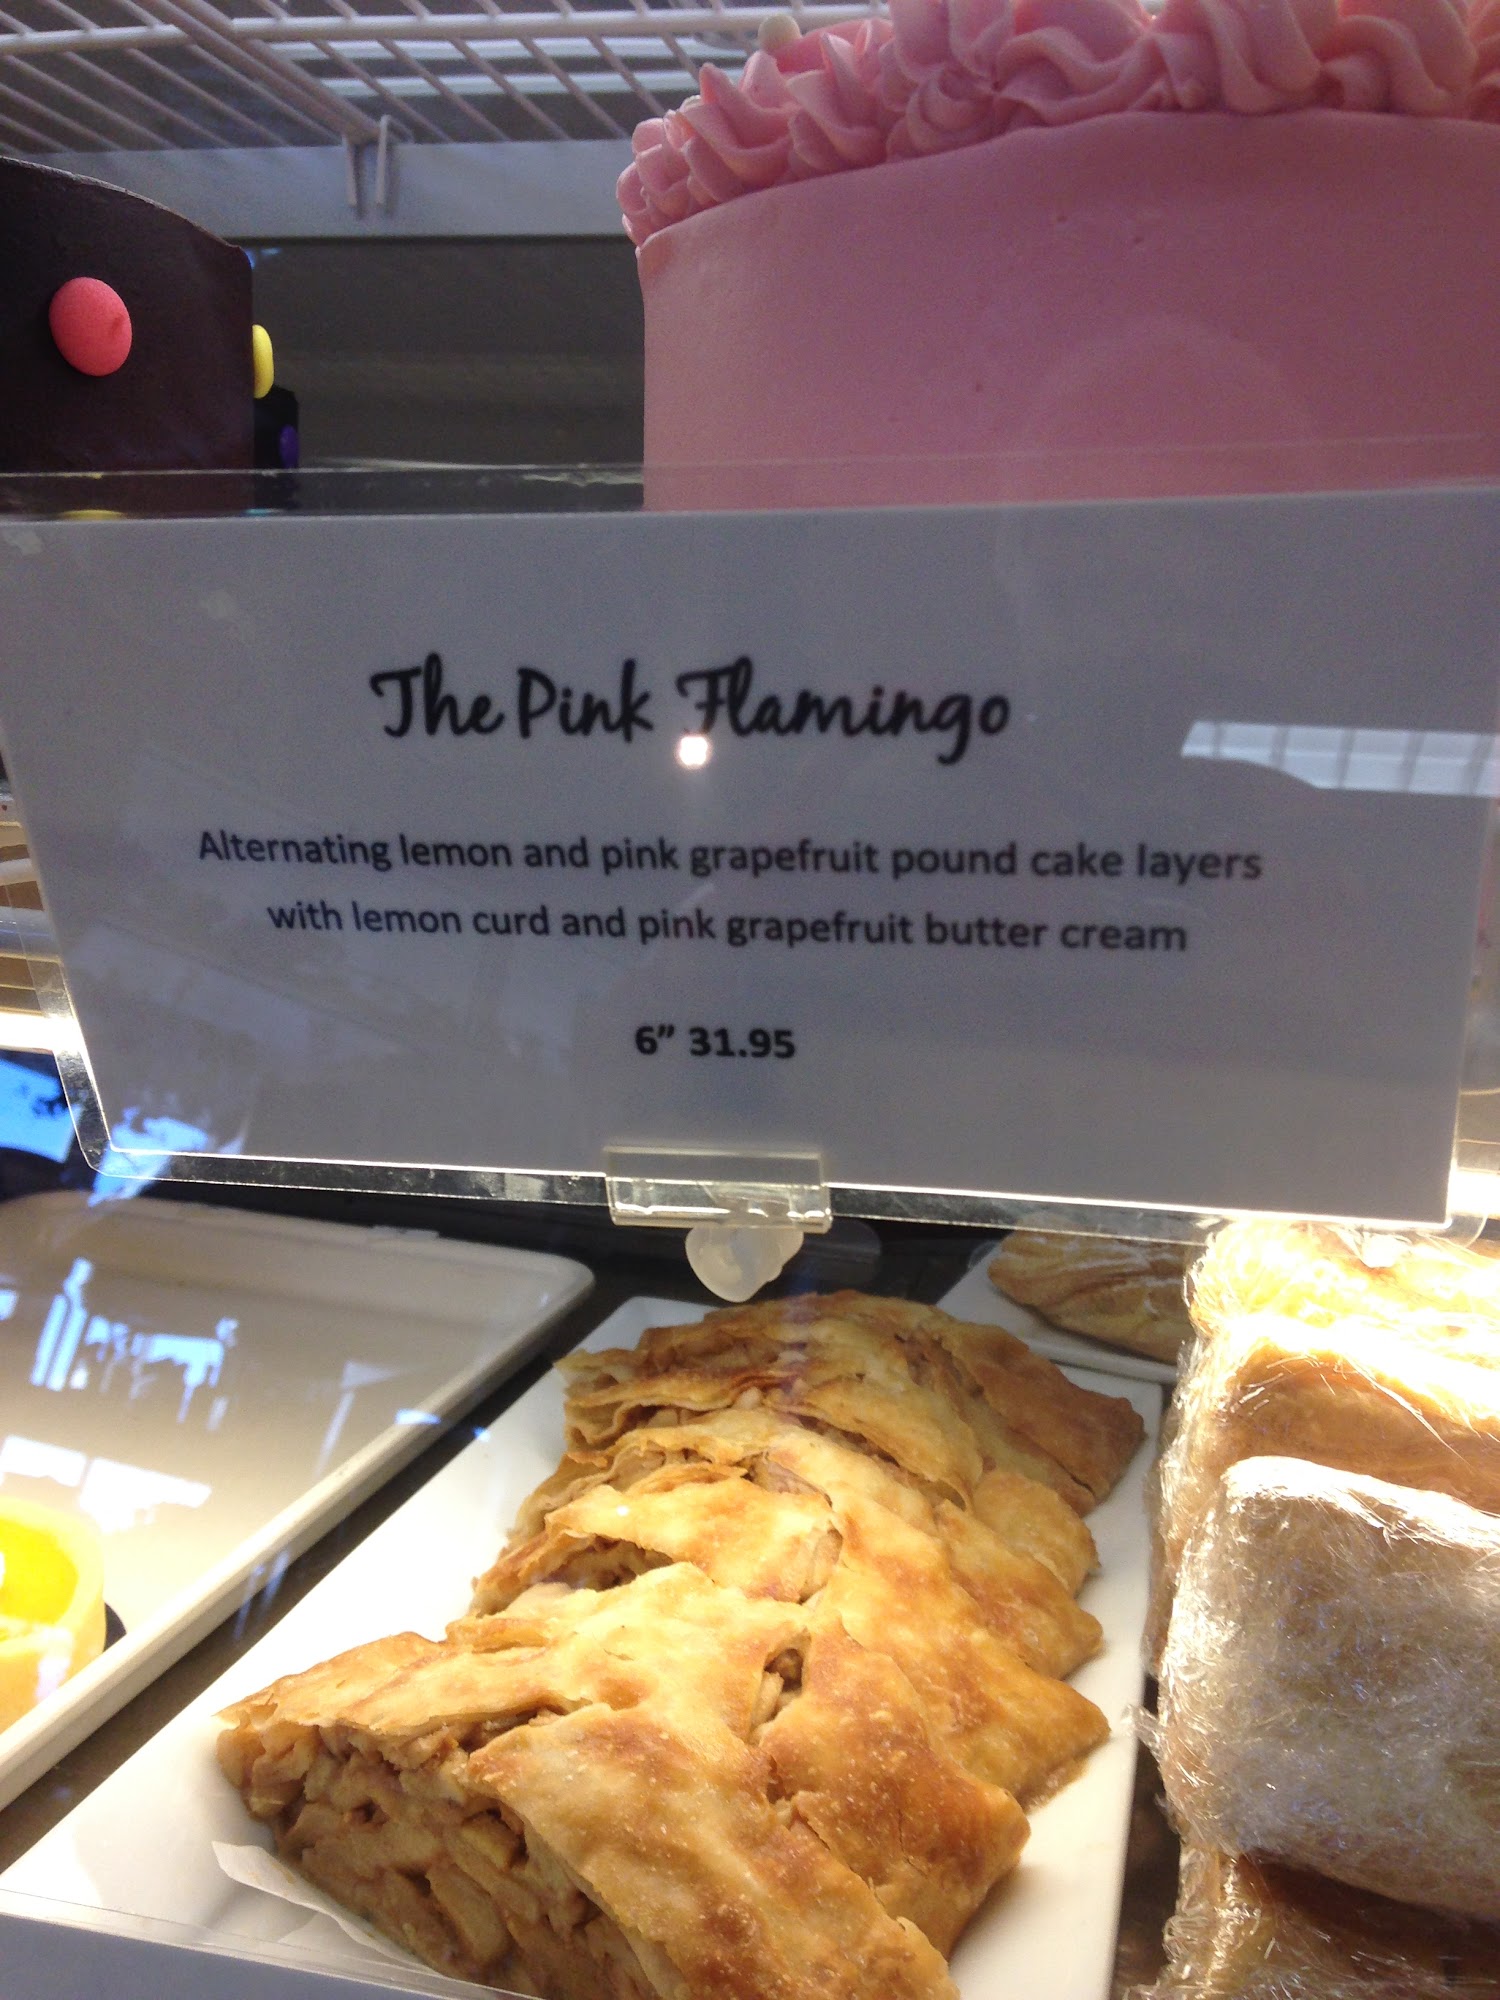 The Pink Flamingo
Alternating lemon and pink grapefruit pound cake layers
with lemon curd and pink grapefruit butter cream
6” 31.95